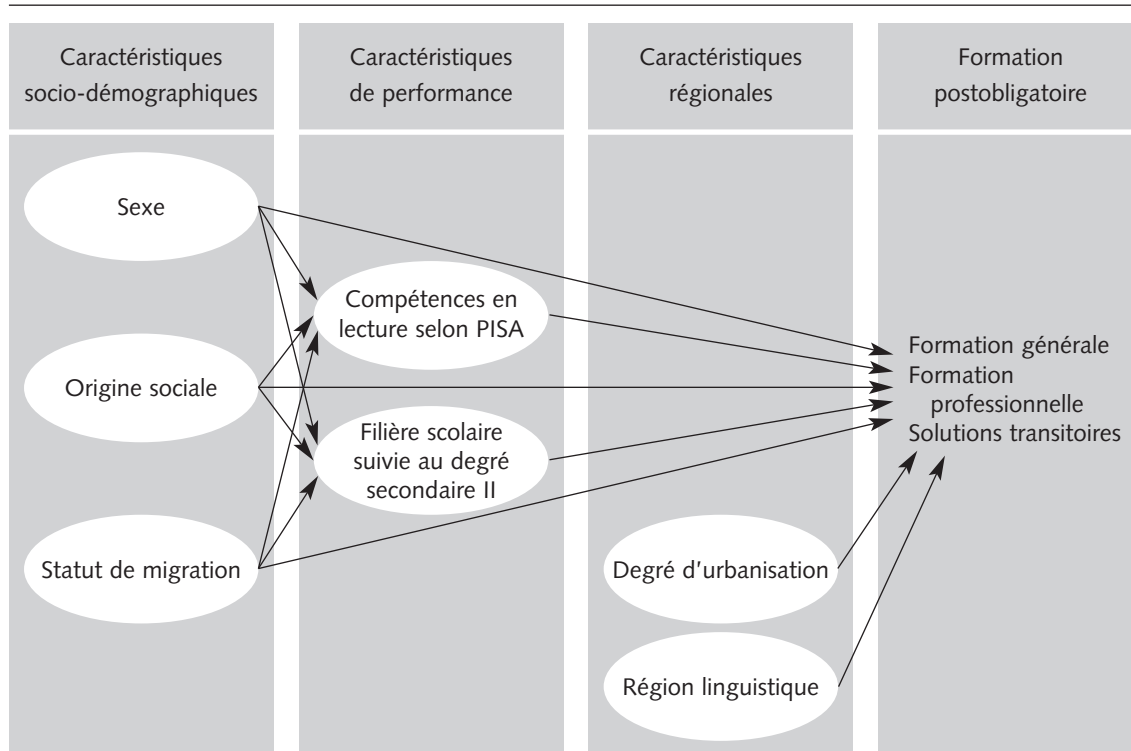 Caractéristiques
socio-démographiques
Caractéristiques
de performance
Caractéristiques
régionales
Formation
postobligatoire
Sexe
Origine sociale
Statut de migration
Compétences en
lecture selon PISA
Filière scolaire
suivie au degré
secondaire II
Degré d'urbanisation
Région linguistique
Formation générale
Formation
professionnelle
Solutions transitoires